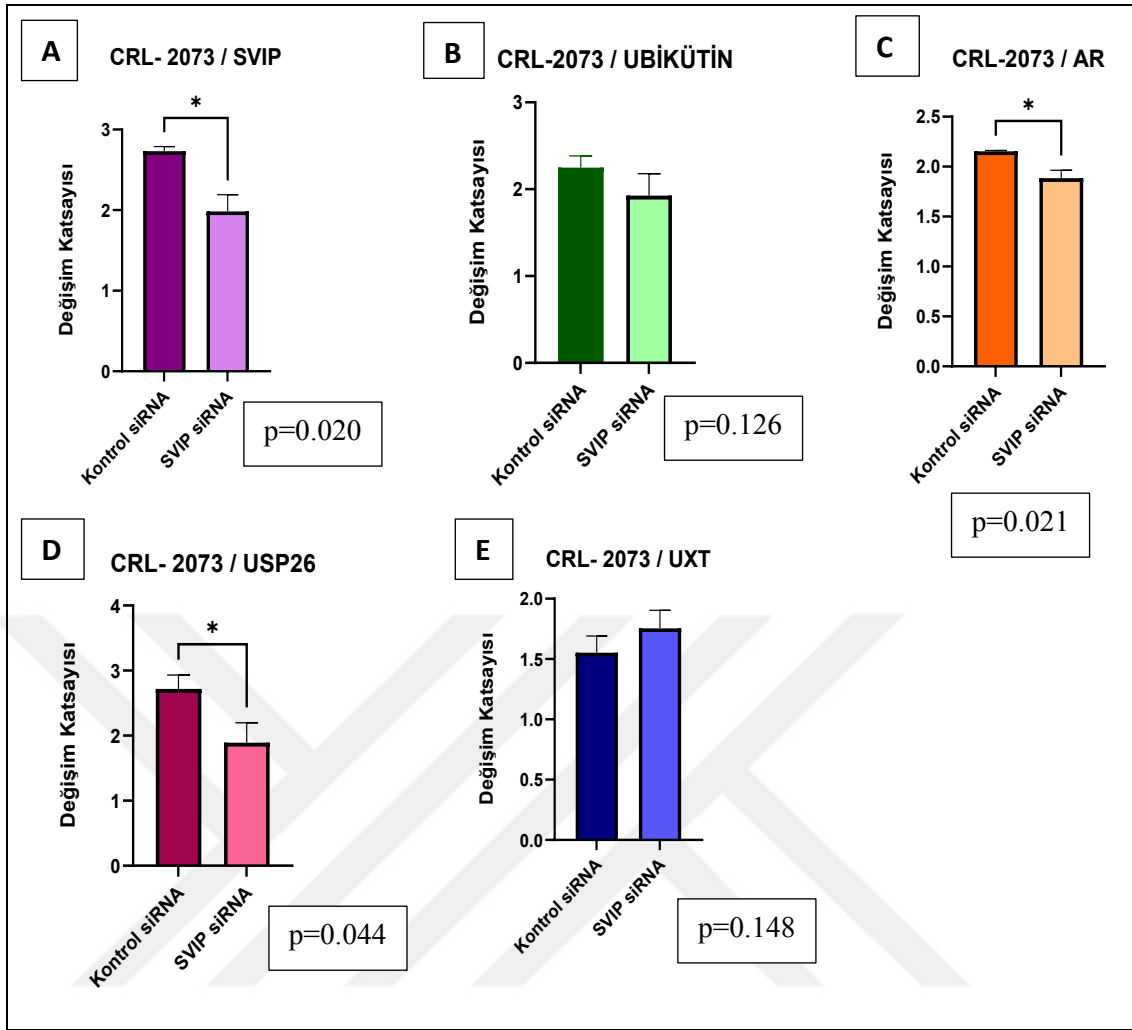 A
CRL- 2073 / SVIP
*
Değişim Katsayısı
3
2
1
0
Kontrol siRNA
SVIP siRNA
p=0.020
B
CRL-2073 / UBİKÜTİN
Değişim Katsayısı
3
2
1
0
Kontrol siRNA
SVIP siRNA
p=0.126
C
CRL-2073 / AR
*
Değişim Katsayısı
2.5
2.0
1.5
1.0
0.5
0.0
Kontrol siRNA
SVIP siRNA
p=0.021
D
CRL- 2073 / USP26
*
Değişim Katsayısı
4
3
2
1
0
Kontrol siRNA
SVIP siRNA
p=0.044
E
CRL- 2073 / UXT
Değişim Katsayısı
2.0
1.5
1.0
0.5
0.0
Kontrol siRNA
SVIP siRNA
p=0.148